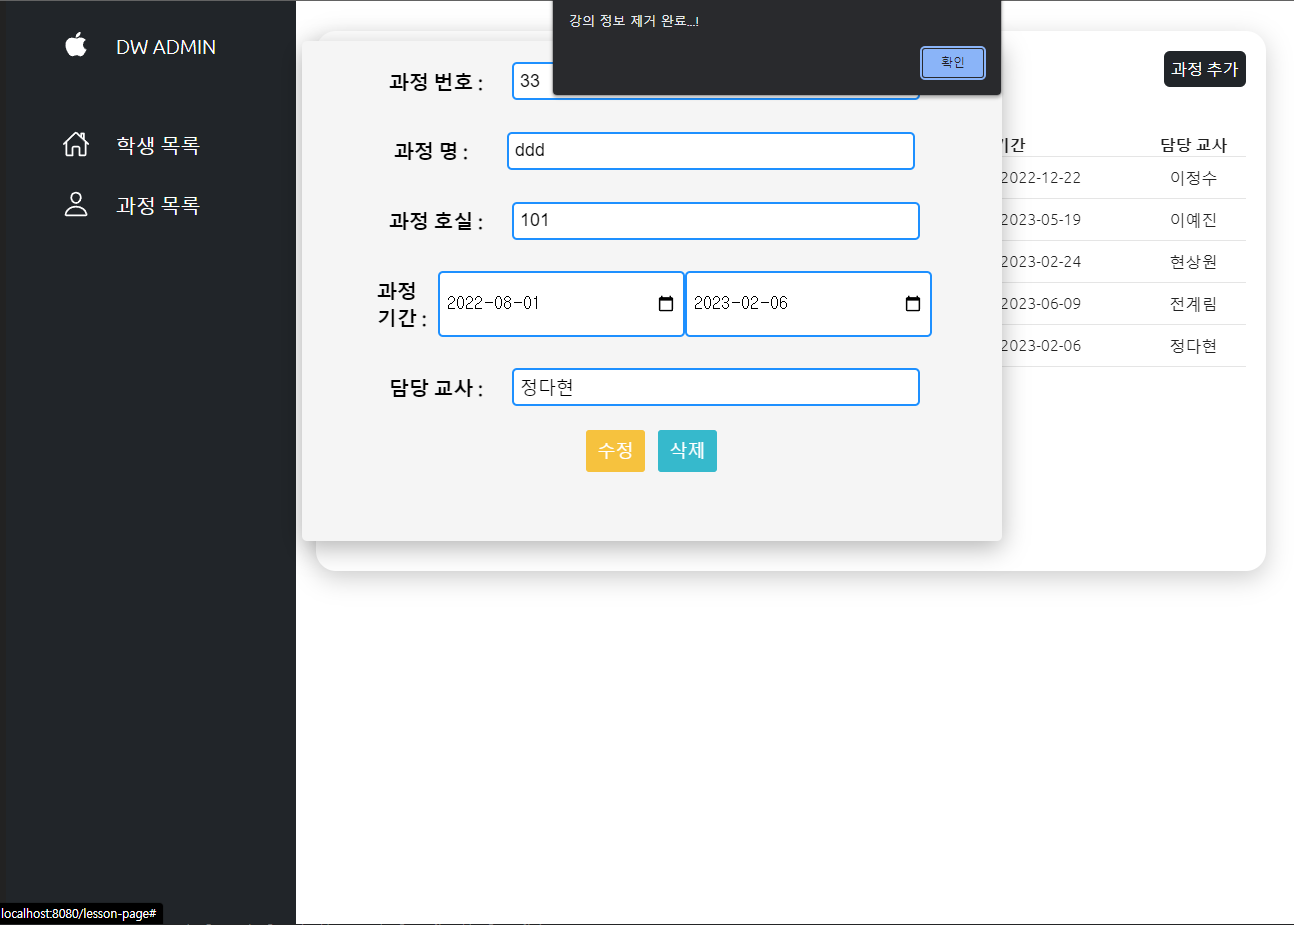 DW ADMIN
학생 목록
과정 목록
강의 정보 제거 완료...!
확인
과정 추가
과정 번호 :
33
과정 명 :
ddd
과정 호실 :
101
과정
기간 :
2022-08-01
2023-02-06
담당 교사 :
정다현
수정
삭제
기간
담당 교사
2022-12-22
이정수
2023-05-19
이예진
2023-02-24
현상원
2023-06-09
전계림
2023-02-06
정다현
localhost:8080/lesson-page#